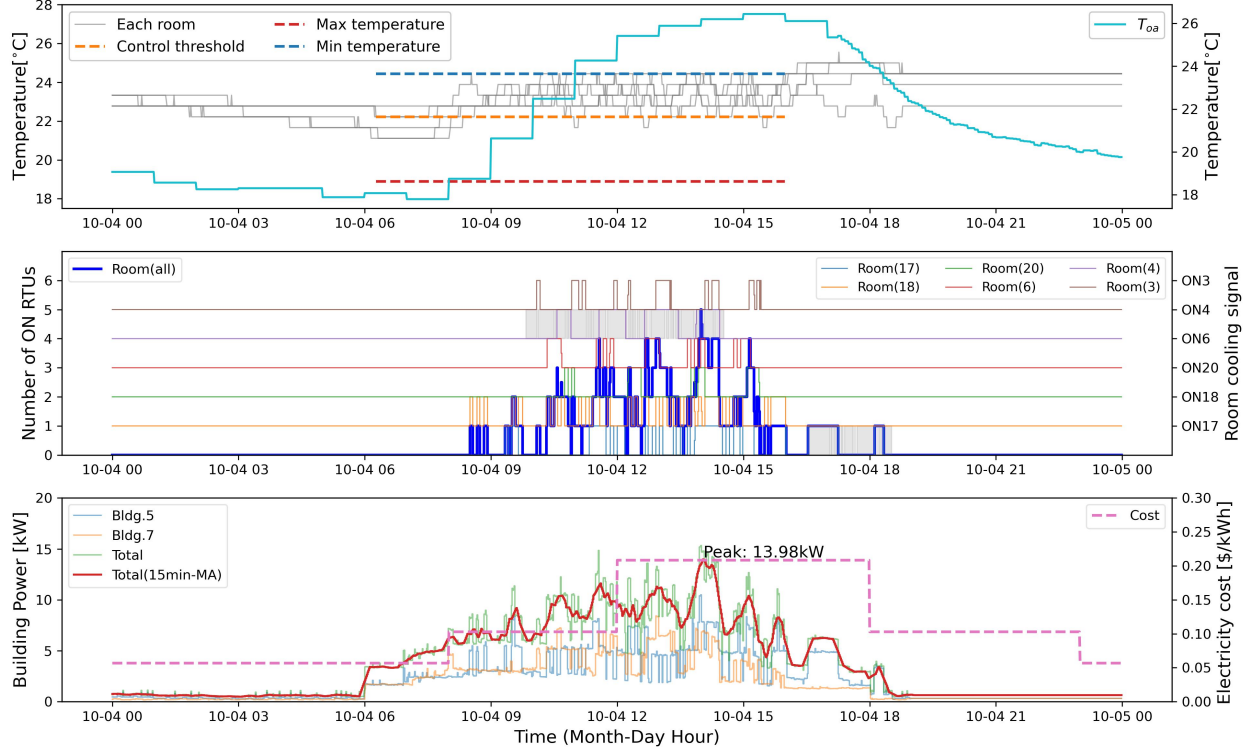 28
26
24
22
20
18
Temperature[°C]
Each room
Control threshold
Max temperature
Min temperature
T_oa
26
24
22
20
18
Temperature[°C]
10-04 00
10-04 03
10-04 06
10-04 09
10-04 12
10-04 15
10-04 18
10-04 21
10-05 00
6
5
4
3
2
1
0
Number of ON RTUs
Room(all)
Room(17)
Room(18)
Room(20)
Room(6)
Room(4)
Room(3)
ON3
ON4
ON6
ON20
ON18
ON17
Room cooling signal
10-04 00
10-04 03
10-04 06
10-04 09
10-04 12
10-04 15
10-04 18
10-04 21
10-05 00
20
15
10
5
0
Building Power [kW]
Bldg.5
Bldg.7
Total
Total(15min-MA)
Peak: 13.98kW
Cost
0.30
0.25
0.20
0.15
0.10
0.05
0.00
Electricity cost [$/kWh]
10-04 00
10-04 03
10-04 06
10-04 09
10-04 12
10-04 15
10-04 18
10-04 21
10-05 00
Time (Month-Day Hour)